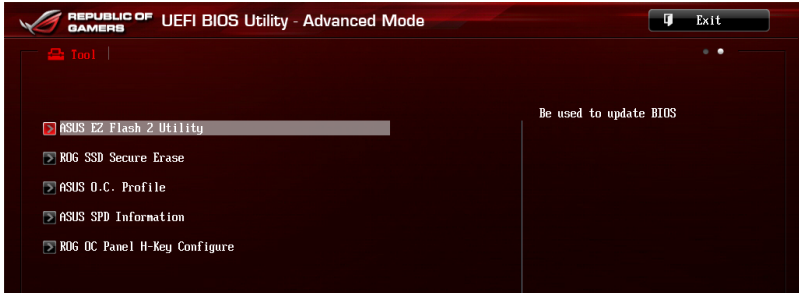 REPUBLIC OF
GAMERS
UEFI BIOS Utility - Advanced Mode
Exit
Tool
Be used to update BIOS
ASUS EZ Flash 2 Utility
ROG SSD Secure Erase
ASUS O.C. Profile
ASUS SPD Information
ROG OC Panel H-Key Configure